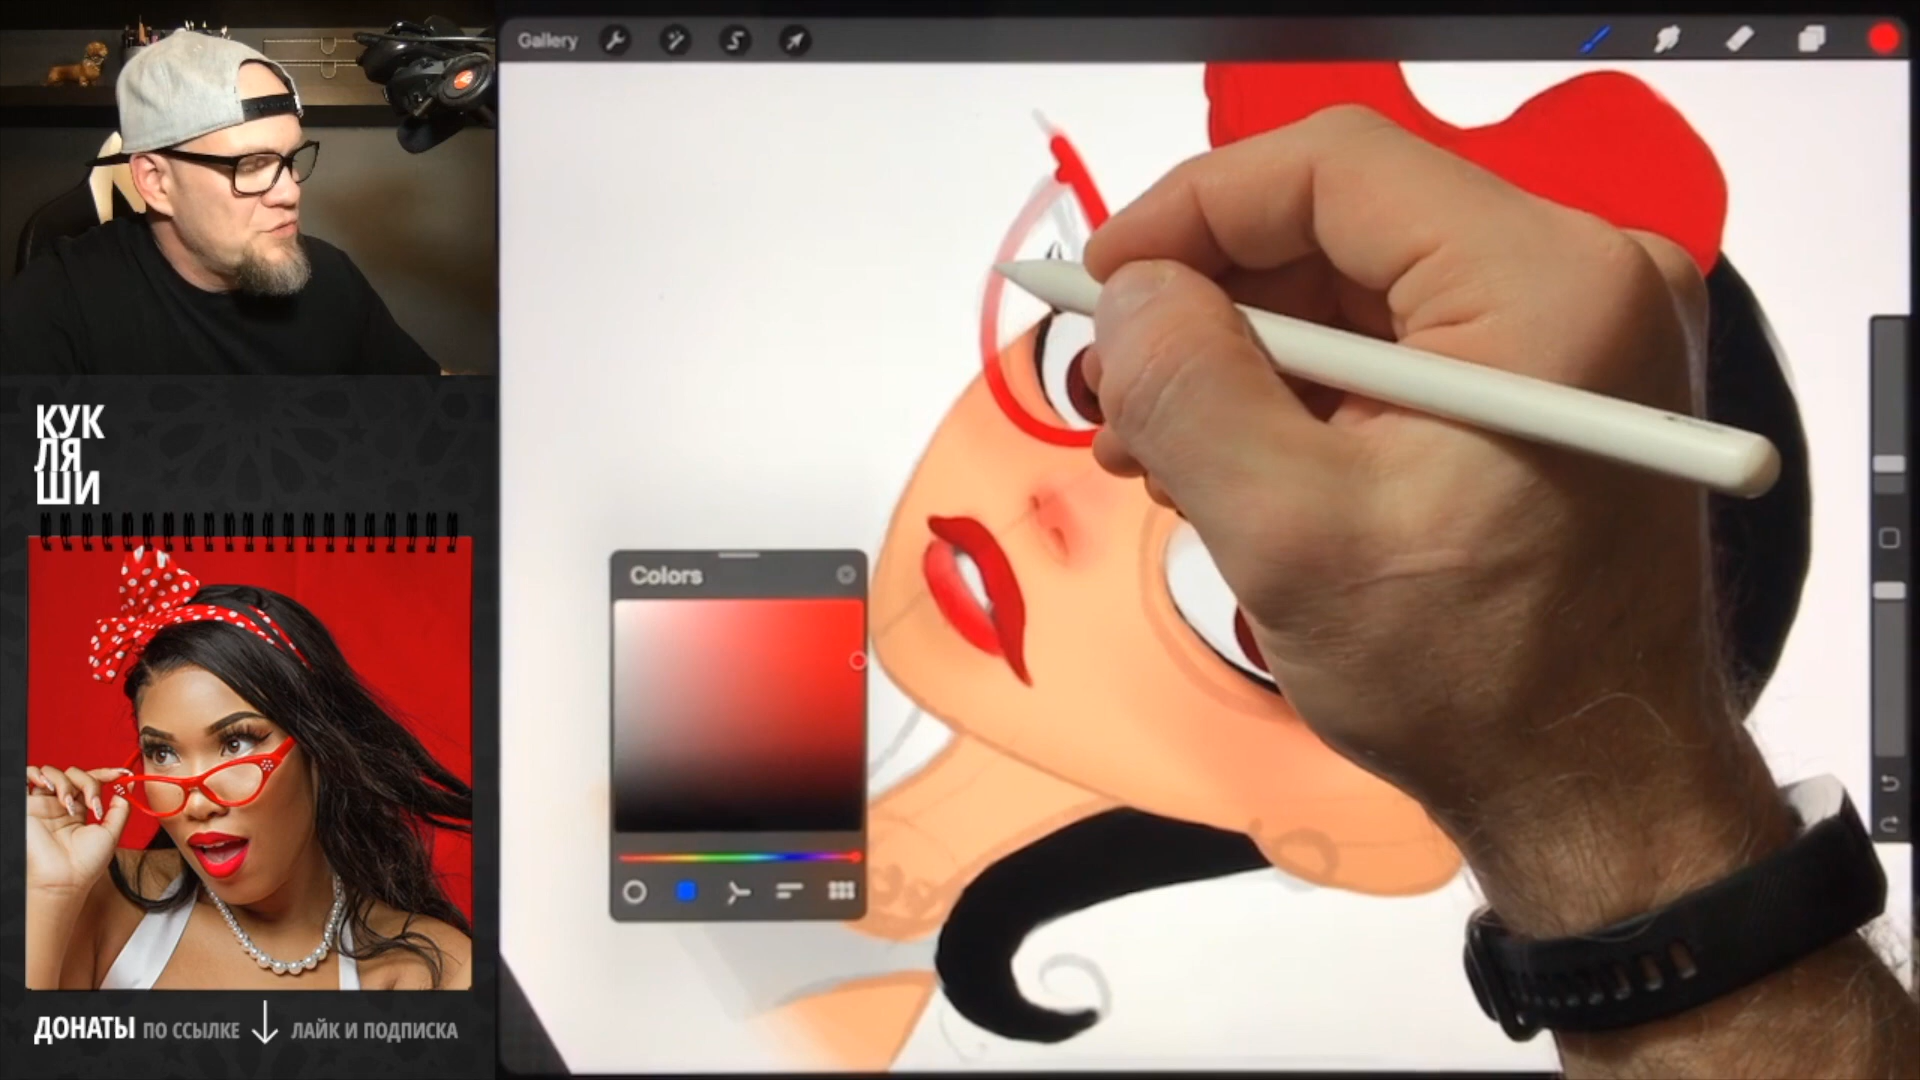 Gallery
КУК
ЛЯ
ШИ
Colors
ДОНАТЫ ПО ССЫЛКЕ ЛАЙК И ПОДПИСКА